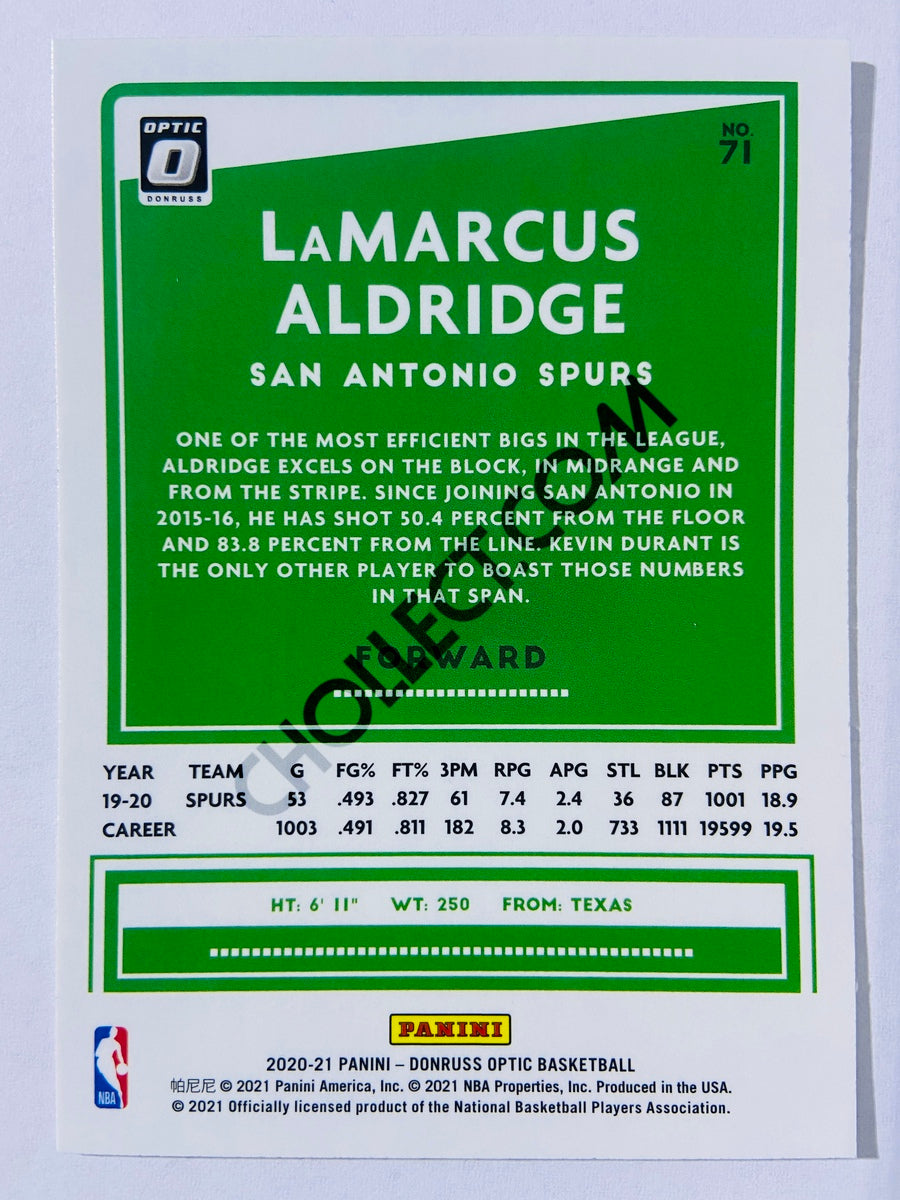 OPTIC
O
DONRUSS
NO.
71
LaMARCUS
ALDRIDGE
SAN ANTONIO SPURS
ONE OF THE MOST EFFICIENT BIGS IN THE LEAGUE,
ALDRIDGE EXCELS ON THE BLOCK, IN MIDRANGE AND
FROM THE STRIPE. SINCE JOINING SAN ANTONIO IN
2015-16, HE HAS SHOT 50.4 PERCENT FROM THE FLOOR
AND 83.8 PERCENT FROM THE LINE. KEVIN DURANT IS
THE ONLY OTHER PLAYER TO BOAST THOSE NUMBERS
IN THAT SPAN.
FORWARD
CHOLLECT.COM
YEAR TEAM G FG% FT% 3PM RPG APG STL BLK PTS PPG
19-20 SPURS 53 .493 .827 61 7.4 2.4 36 87 1001 18.9
CAREER 1003 .491 .811 182 8.3 2.0 733 1111 19599 19.5
HT: 6' 11" WT: 250 FROM: TEXAS
PANINI
NBA
2020-21 PANINI – DONRUSS OPTIC BASKETBALL
帕尼尼 © 2021 Panini America, Inc. © 2021 NBA Properties, Inc. Produced in the USA.
© 2021 Officially licensed product of the National Basketball Players Association.